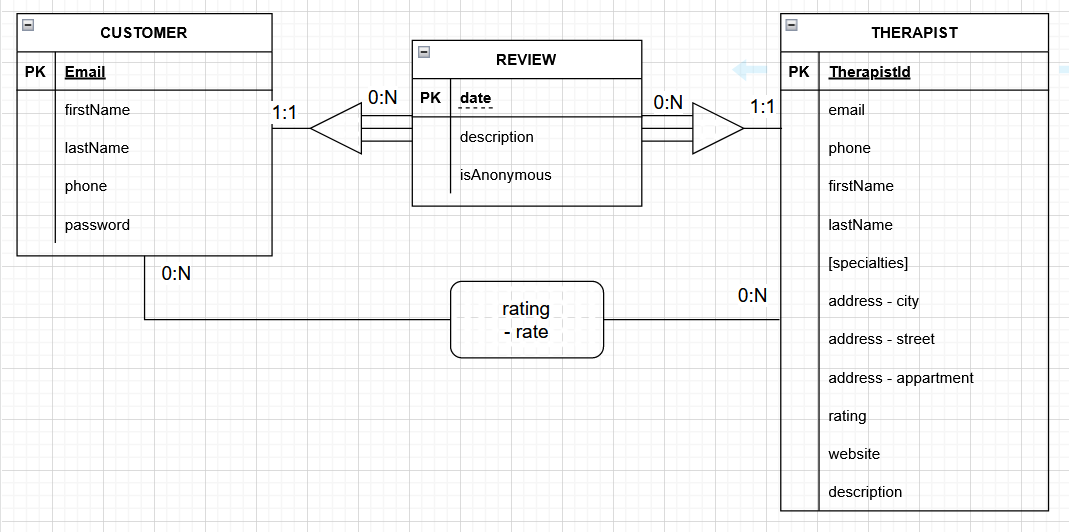 CUSTOMER
PK Email
firstName
lastName
phone
password
1:1
0:N
REVIEW
PK date
description
isAnonymous
0:N
1:1
THERAPIST
PK TherapistId
email
phone
firstName
lastName
[specialties]
address - city
address - street
address - appartment
rating
website
description
0:N
rating
- rate
0:N